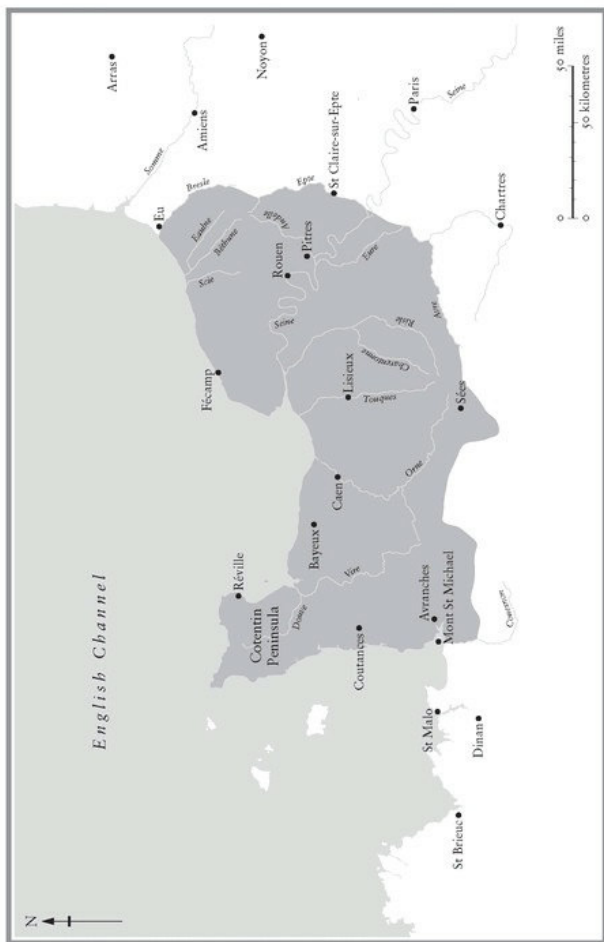 N
English Channel
Arras
Somme
Eu
Bresle
Amiens
Eaulne
Béthune
Scie
Fécamp
Réville
Noyon
Cotentin
Peninsula
Douve
Seine
Rouen
Andelle
Epte
Pîtres
St Claire-sur-Epte
Bayeux
Caen
Lisieux
Vire
Coutances
Touques
Charentonne
Risle
Eure
Paris
Seine
Orne
Avre
Avranches
Mont St Michael
St Malo
Sées
St Brieuc
Dinan
Couesnon
Chartres
0
50 miles
0
50 kilometres